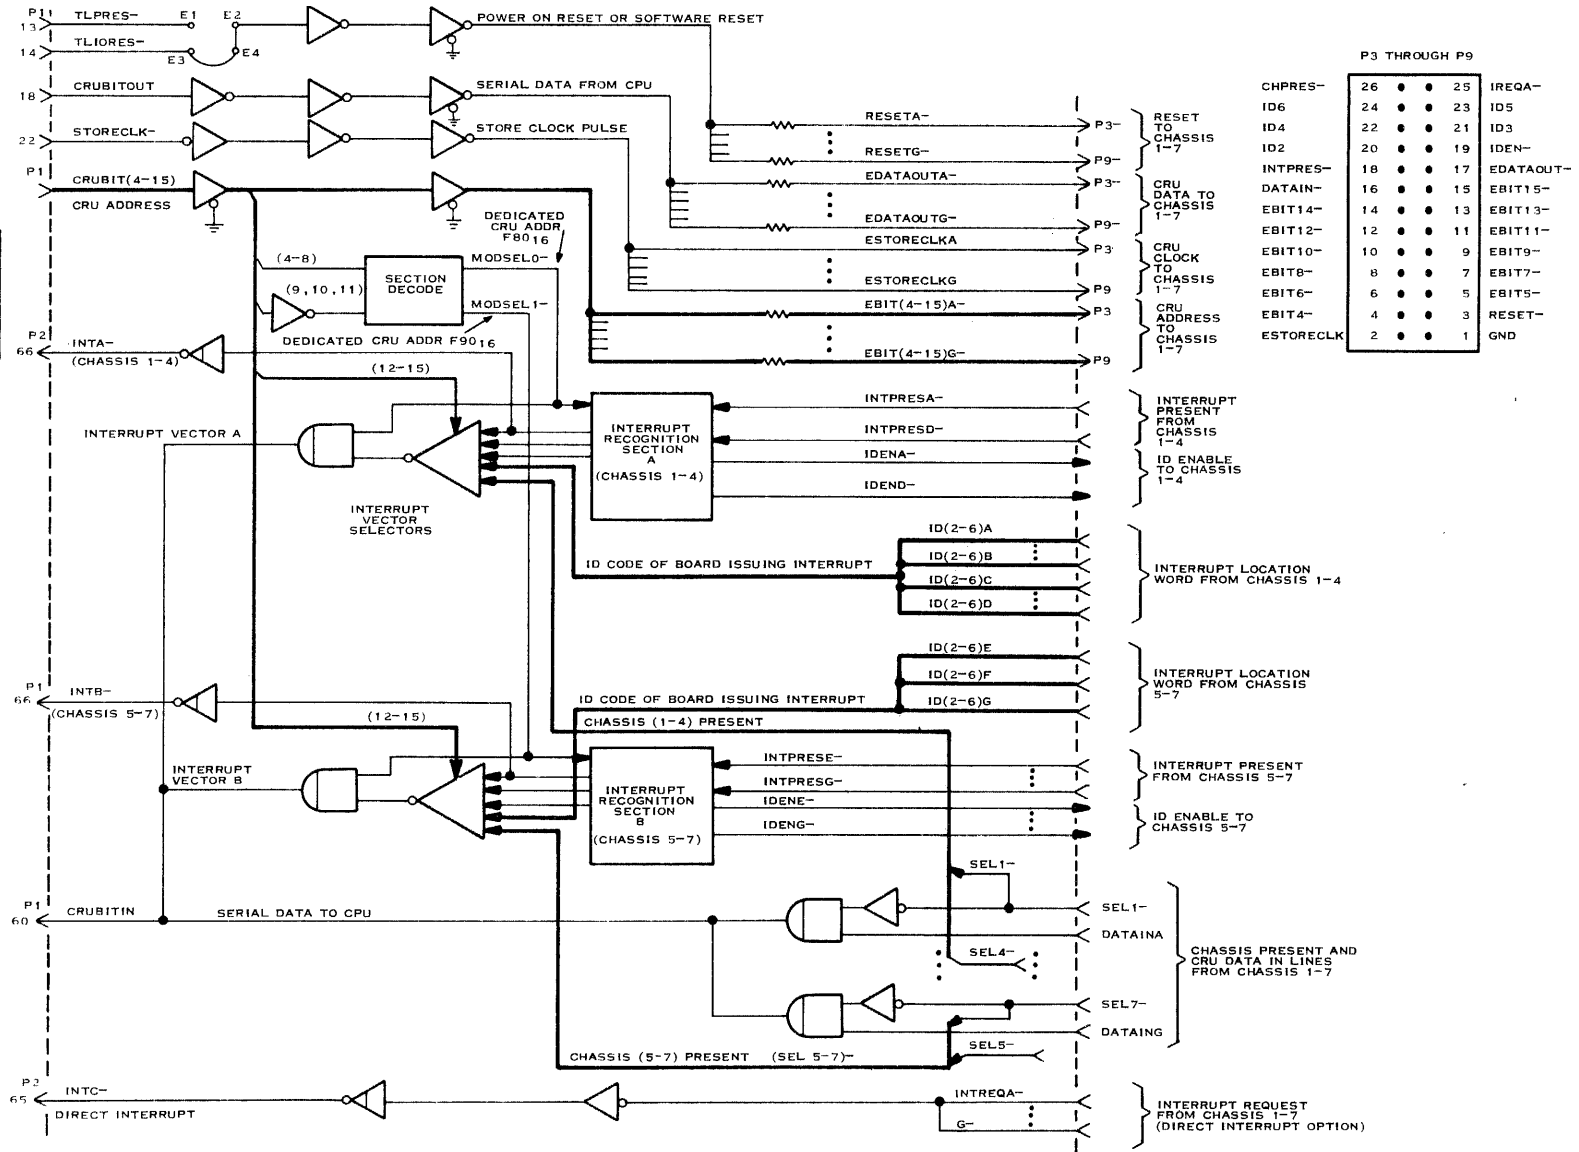 P1
13
TLPRES-
E1
E2
14
TLIORES-
E3
E4
POWER ON RESET OR SOFTWARE RESET
18
CRUBITOUT
SERIAL DATA FROM CPU
22
STORECLK-
STORE CLOCK PULSE
P1
CRUBIT(4-15)
CRU ADDRESS
DEDICATED
CRU ADDR
F80 16
(4-8)
(9,10,11)
SECTION
DECODE
MODSEL0-
MODSEL1-
DEDICATED CRU ADDR F90 16
P2
66
INTA-
(CHASSIS 1-4)
(12-15)
INTERRUPT VECTOR A
INTERRUPT
VECTOR
SELECTORS
INTERRUPT
RECOGNITION
SECTION
A
(CHASSIS 1-4)
RESETA-
P3-
RESETG-
P9-
RESET
TO
CHASSIS
1-7
EDATAOUTA-
P3-
EDATAOUTG-
P9-
CRU
DATA TO
CHASSIS
1-7
ESTORECLKA
P3
ESTORECLKG
P9
CRU
CLOCK
TO
CHASSIS
1-7
EBIT(4-15)A-
P3
EBIT(4-15)G-
P9
CRU
ADDRESS
TO
CHASSIS
1-7
P3 THROUGH P9
CHPRES- 26 25 IREQA-
ID6 24 23 ID5
ID4 22 21 ID3
ID2 20 19 IDEN-
INTPRES- 18 17 EDATAOUT-
DATAIN- 16 15 EBIT15-
EBIT14- 14 13 EBIT13-
EBIT12- 12 11 EBIT11-
EBIT10- 10 9 EBIT9-
EBIT8- 8 7 EBIT7-
EBIT6- 6 5 EBIT5-
EBIT4- 4 3 RESET-
ESTORECLK 2 1 GND
INTPRESA-
INTPRESD-
INTERRUPT
PRESENT
FROM
CHASSIS
1-4
IDENA-
IDEND-
ID ENABLE
TO CHASSIS
1-4
ID CODE OF BOARD ISSUING INTERRUPT
ID(2-6)A
ID(2-6)B
ID(2-6)C
ID(2-6)D
INTERRUPT LOCATION
WORD FROM CHASSIS 1-4
ID(2-6)E
ID(2-6)F
ID(2-6)G
INTERRUPT LOCATION
WORD FROM CHASSIS
5-7
P1
66
INTB-
(CHASSIS 5-7)
(12-15)
ID CODE OF BOARD ISSUING INTERRUPT
CHASSIS (1-4) PRESENT
INTERRUPT
VECTOR B
INTERRUPT
RECOGNITION
SECTION
B
(CHASSIS 5-7)
INTPRESE-
INTPRESG-
INTERRUPT PRESENT
FROM CHASSIS 5-7
IDENE-
IDENG-
ID ENABLE TO
CHASSIS 5-7
P1
60
CRUBITIN
SERIAL DATA TO CPU
SEL1-
SEL1-
DATAINA
SEL4-
SEL7-
DATAING
SEL5-
CHASSIS PRESENT AND
CRU DATA IN LINES
FROM CHASSIS 1-7
CHASSIS (5-7) PRESENT (SEL 5-7)-
P2
65
INTC-
DIRECT INTERRUPT
INTREQA-
G-
INTERRUPT REQUEST
FROM CHASSIS 1-7
(DIRECT INTERRUPT OPTION)